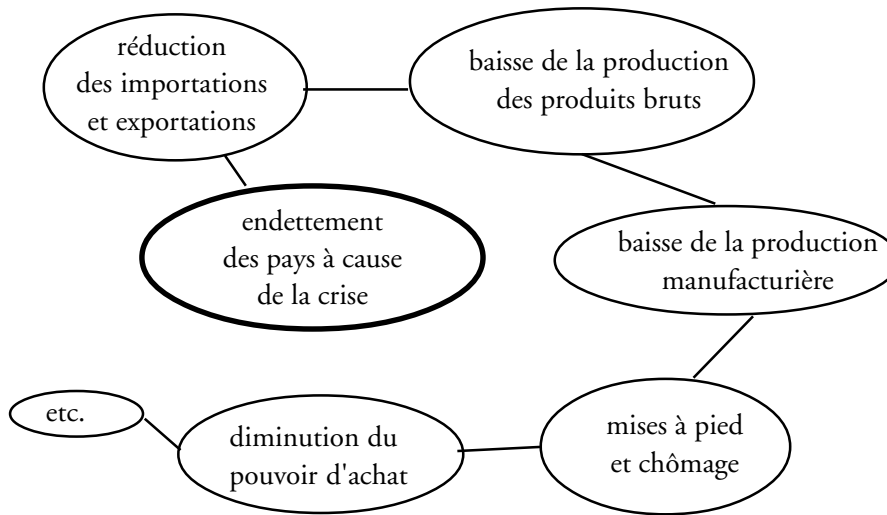 réduction
des importations
et exportations
baisse de la production
des produits bruts
endettement
des pays à cause
de la crise
baisse de la production
manufacturière
mises à pied
et chômage
diminution du
pouvoir d'achat
etc.